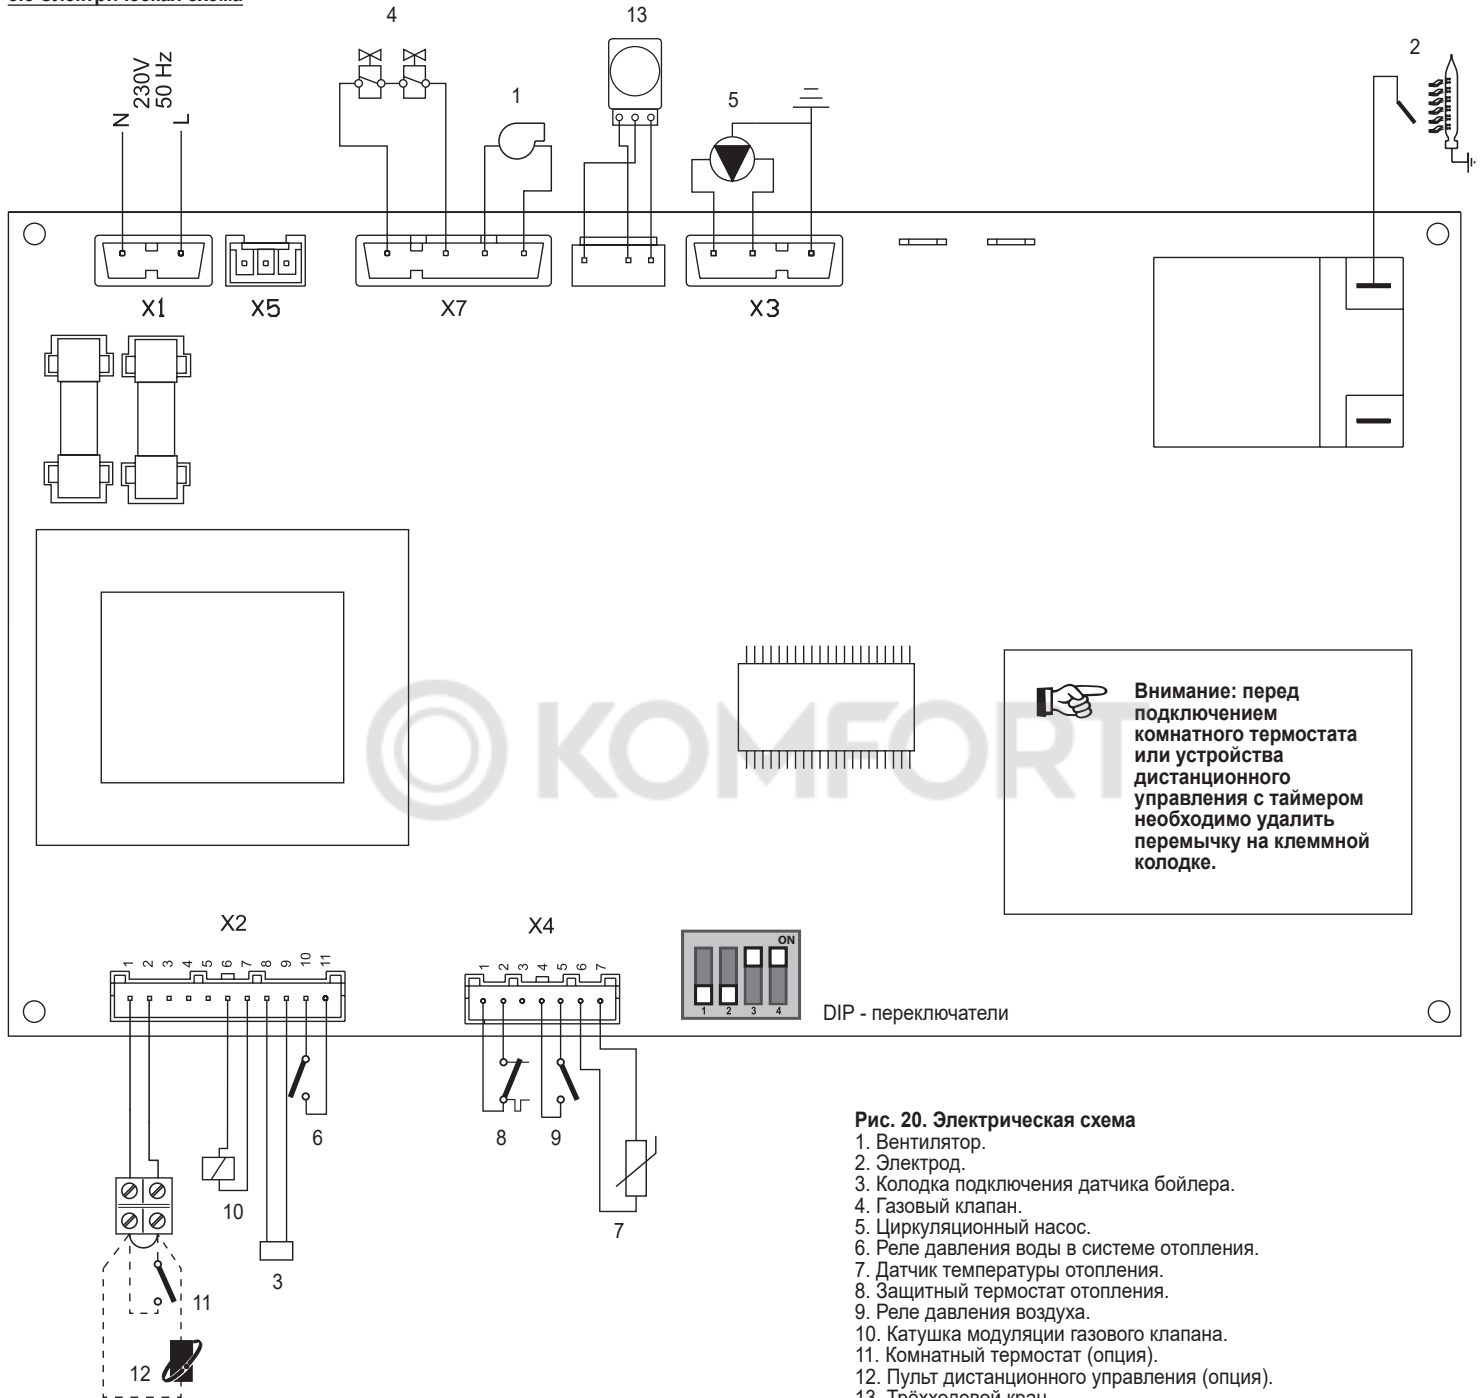 4
13
2
230V
50 Hz
N
L
1
5
X1
X5
X7
X3
KOMFORT
Внимание: перед
подключением
комнатного термостата
или устройства
дистанционного
управления с таймером
необходимо удалить
перемычку на клеммной
колодке.
X2
X4
1 2 3 4 5 6 7 8 9 10 11
1 2 3 4 5 6 7
ON
1 2 3 4
DIP - переключатели
6
8
9
10
7
3
11
12
Рис. 20. Электрическая схема
1. Вентилятор.
2. Электрод.
3. Колодка подключения датчика бойлера.
4. Газовый клапан.
5. Циркуляционный насос.
6. Реле давления воды в системе отопления.
7. Датчик температуры отопления.
8. Защитный термостат отопления.
9. Реле давления воздуха.
10. Катушка модуляции газового клапана.
11. Комнатный термостат (опция).
12. Пульт дистанционного управления (опция).
13. Трёхходовой кран